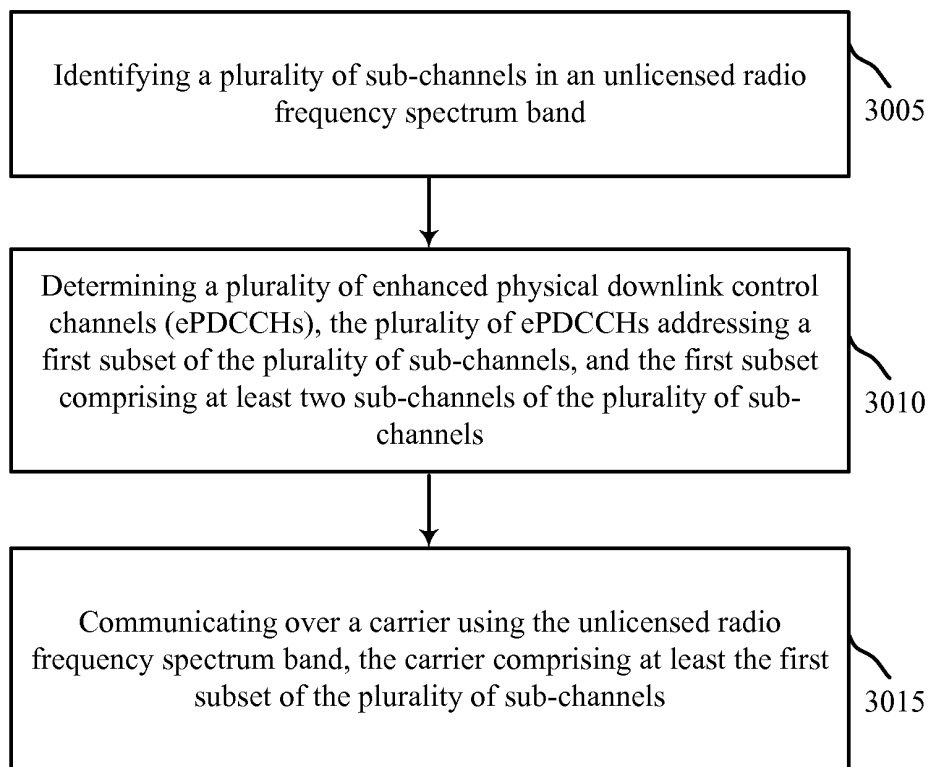 Identifying a plurality of sub-channels in an unlicensed radio
frequency spectrum band
3005
Determining a plurality of enhanced physical downlink control
channels (ePDCCHs), the plurality of ePDCCHs addressing a
first subset of the plurality of sub-channels, and the first subset
comprising at least two sub-channels of the plurality of sub-
channels
3010
Communicating over a carrier using the unlicensed radio
frequency spectrum band, the carrier comprising at least the first
subset of the plurality of sub-channels
3015